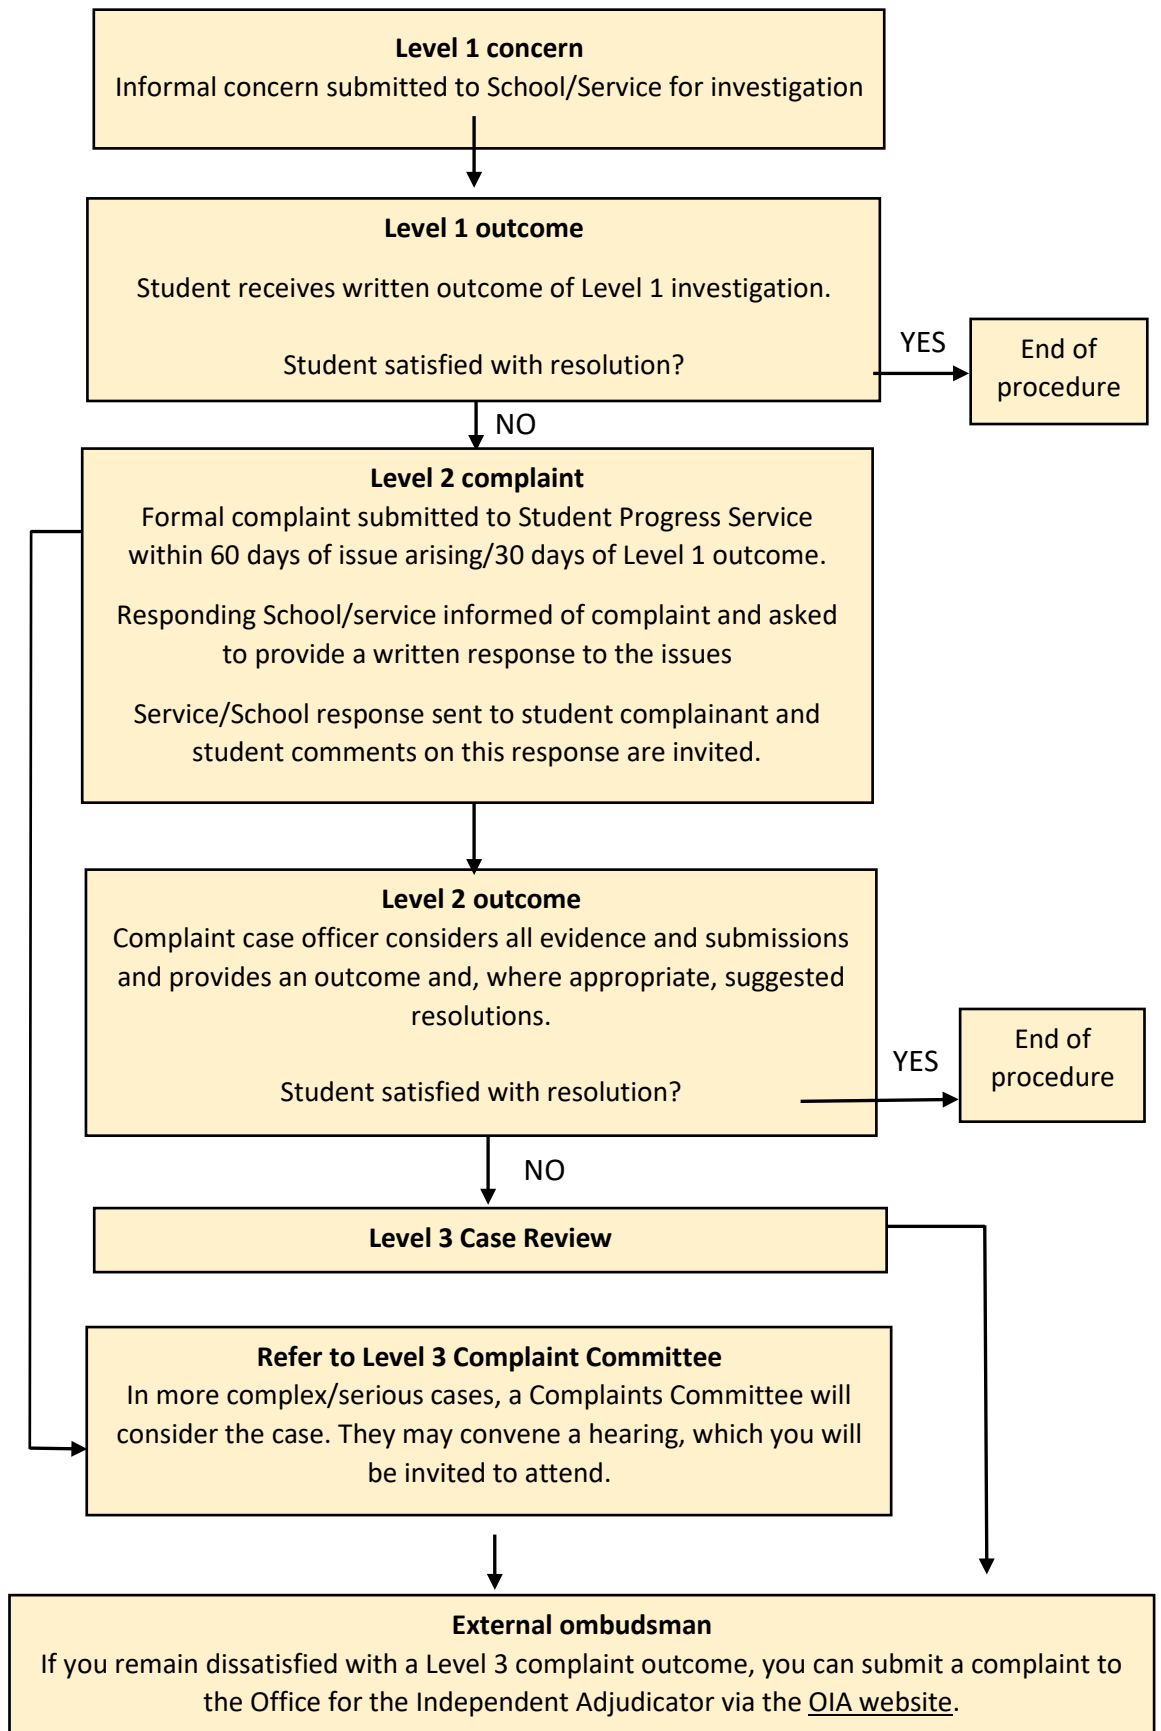 Level 1 concern
Informal concern submitted to School/Service for investigation
Level 1 outcome
Student receives written outcome of Level 1 investigation.
Student satisfied with resolution?
YES
End of
procedure
NO
Level 2 complaint
Formal complaint submitted to Student Progress Service
within 60 days of issue arising/30 days of Level 1 outcome.
Responding School/service informed of complaint and asked
to provide a written response to the issues
Service/School response sent to student complainant and
student comments on this response are invited.
Level 2 outcome
Complaint case officer considers all evidence and submissions
and provides an outcome and, where appropriate, suggested
resolutions.
Student satisfied with resolution?
YES
End of
procedure
NO
Level 3 Case Review
Refer to Level 3 Complaint Committee
In more complex/serious cases, a Complaints Committee will
consider the case. They may convene a hearing, which you will
be invited to attend.
External ombudsman
If you remain dissatisfied with a Level 3 complaint outcome, you can submit a complaint to
the Office for the Independent Adjudicator via the OIA website.